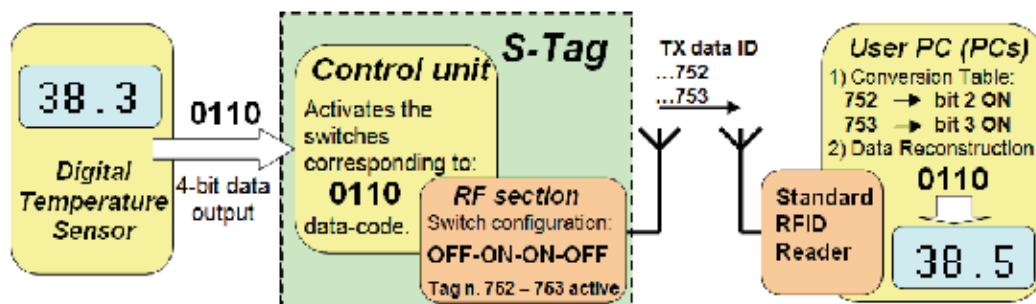 38.3
Digital
Temperature
Sensor
0110
4-bit data
output
S-Tag
Control unit
Activates the
switches
corresponding to:
0110
data-code.
RF section
Switch configuration:
OFF-ON-ON-OFF
Tag n. 752 – 753 active
TX data ID
...752
...753
User PC (PCs)
1) Conversion Table:
752 → bit 2 ON
753 → bit 3 ON
2) Data Reconstruction
0110
38.5
Standard
RFID
Reader